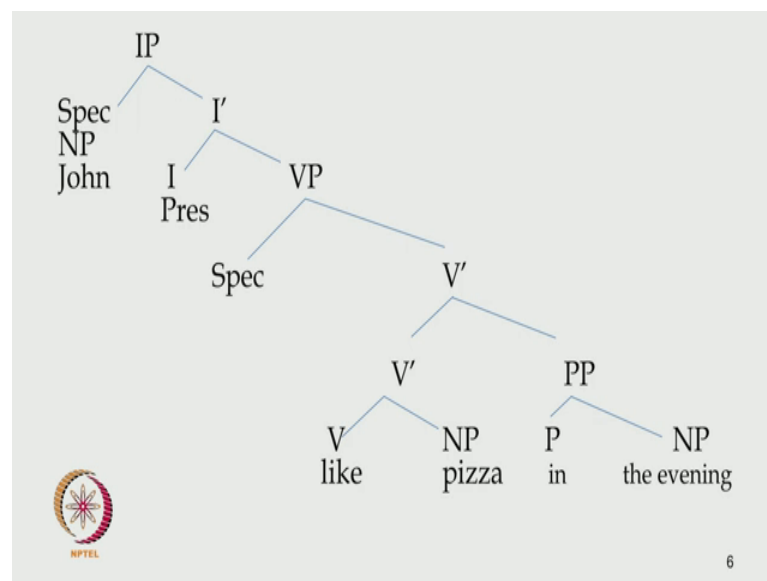 IP
Spec I′
NP
John I VP
Pres
Spec V′
V′ PP
V NP P NP
like pizza in the evening
NPTEL
6